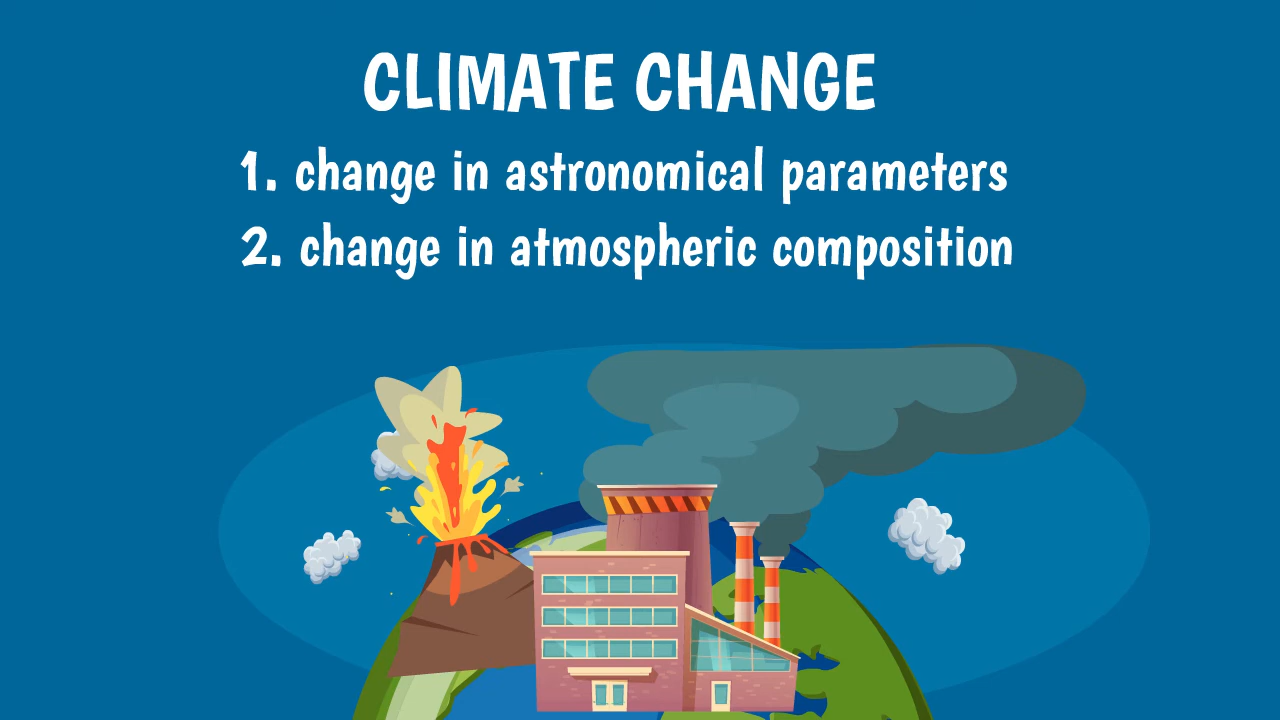 CLIMATE CHANGE
1. change in astronomical parameters
2. change in atmospheric composition